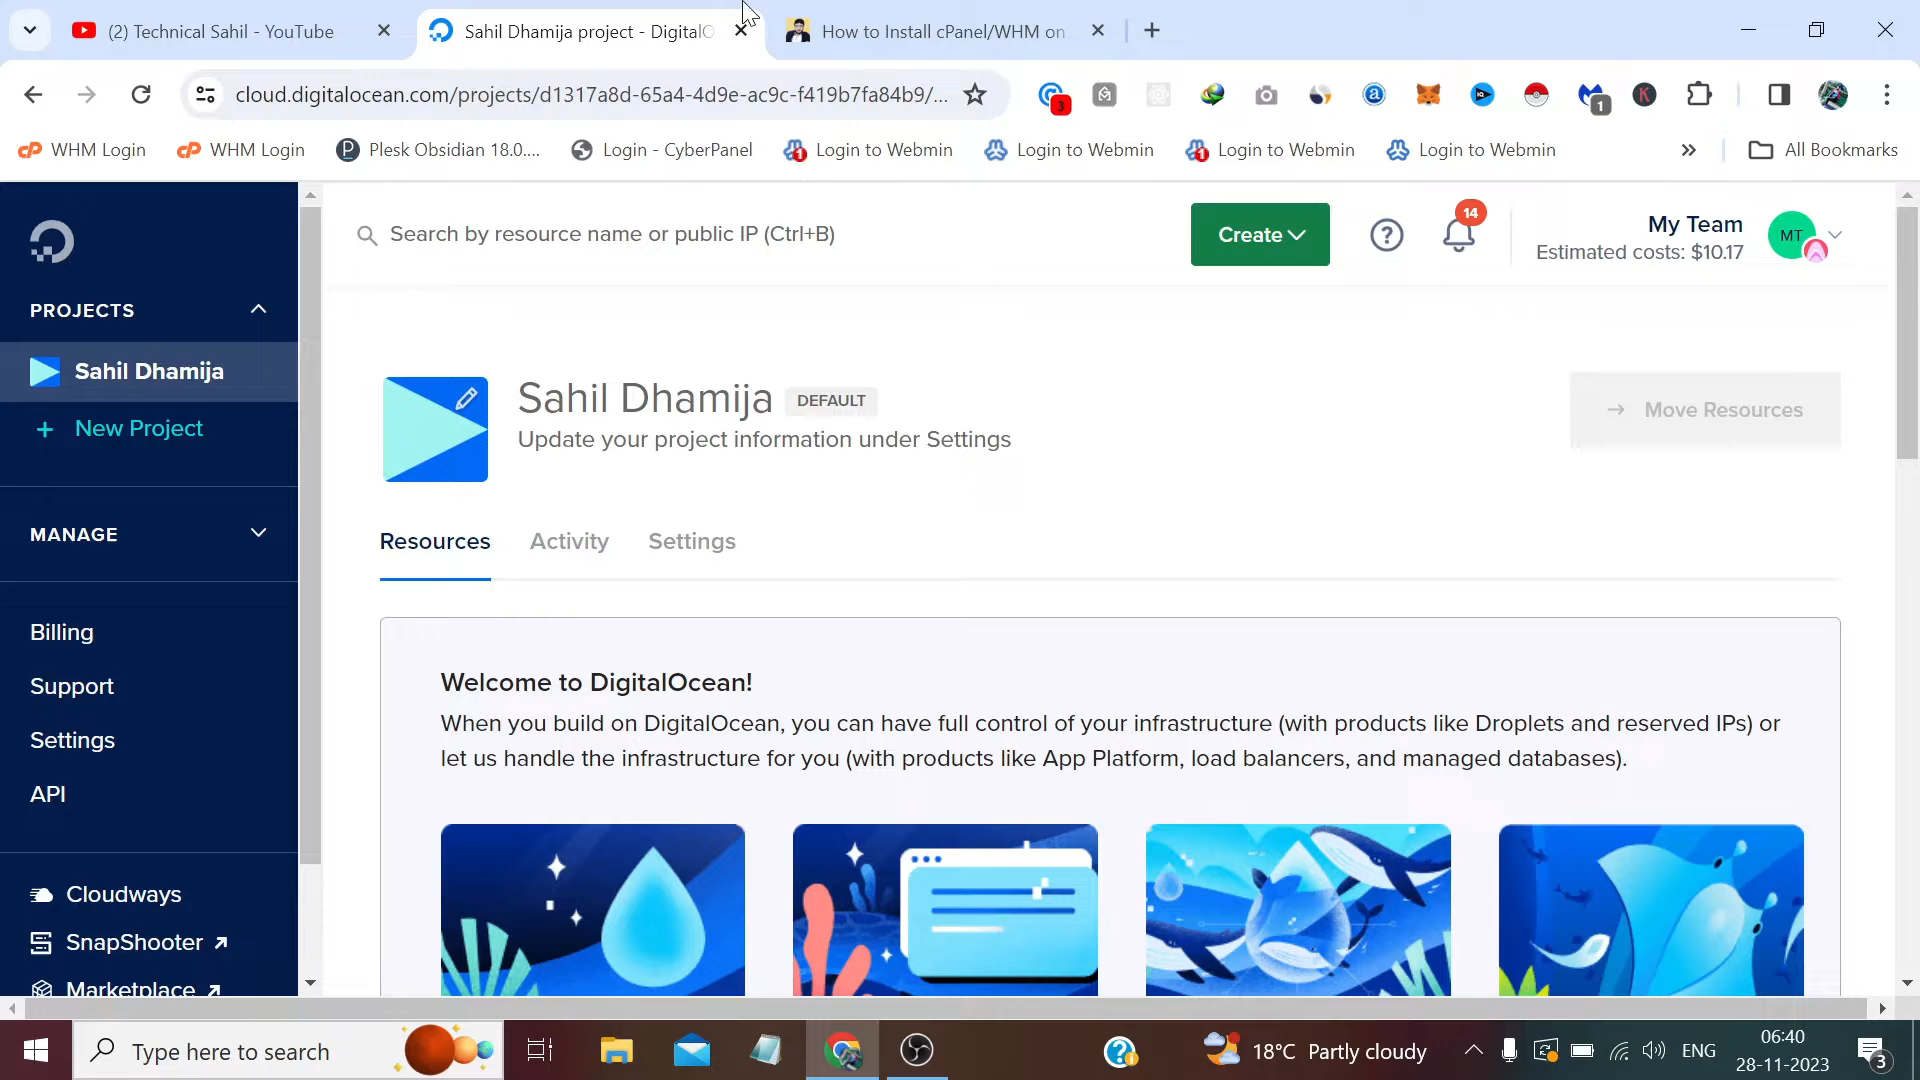 (2) Technical Sahil - YouTube
Sahil Dhamija project - DigitalO
How to Install cPanel/WHM on
cloud.digitalocean.com/projects/d1317a8d-65a4-4d9e-ac9c-f419b7fa84b9/...
3
1
K
WHM Login
WHM Login
Plesk Obsidian 18.0....
Login - CyberPanel
Login to Webmin
Login to Webmin
Login to Webmin
Login to Webmin
All Bookmarks
Search by resource name or public IP (Ctrl+B)
Create
14
My Team
Estimated costs: $10.17
MT
PROJECTS
Sahil Dhamija
+ New Project
MANAGE
Billing
Support
Settings
API
Cloudways
SnapShooter
Marketplace
Sahil Dhamija
DEFAULT
Update your project information under Settings
Move Resources
Resources
Activity
Settings
Welcome to DigitalOcean!
When you build on DigitalOcean, you can have full control of your infrastructure (with products like Droplets and reserved IPs) or
let us handle the infrastructure for you (with products like App Platform, load balancers, and managed databases).
Type here to search
18°C Partly cloudy
ENG
06:40
28-11-2023
3